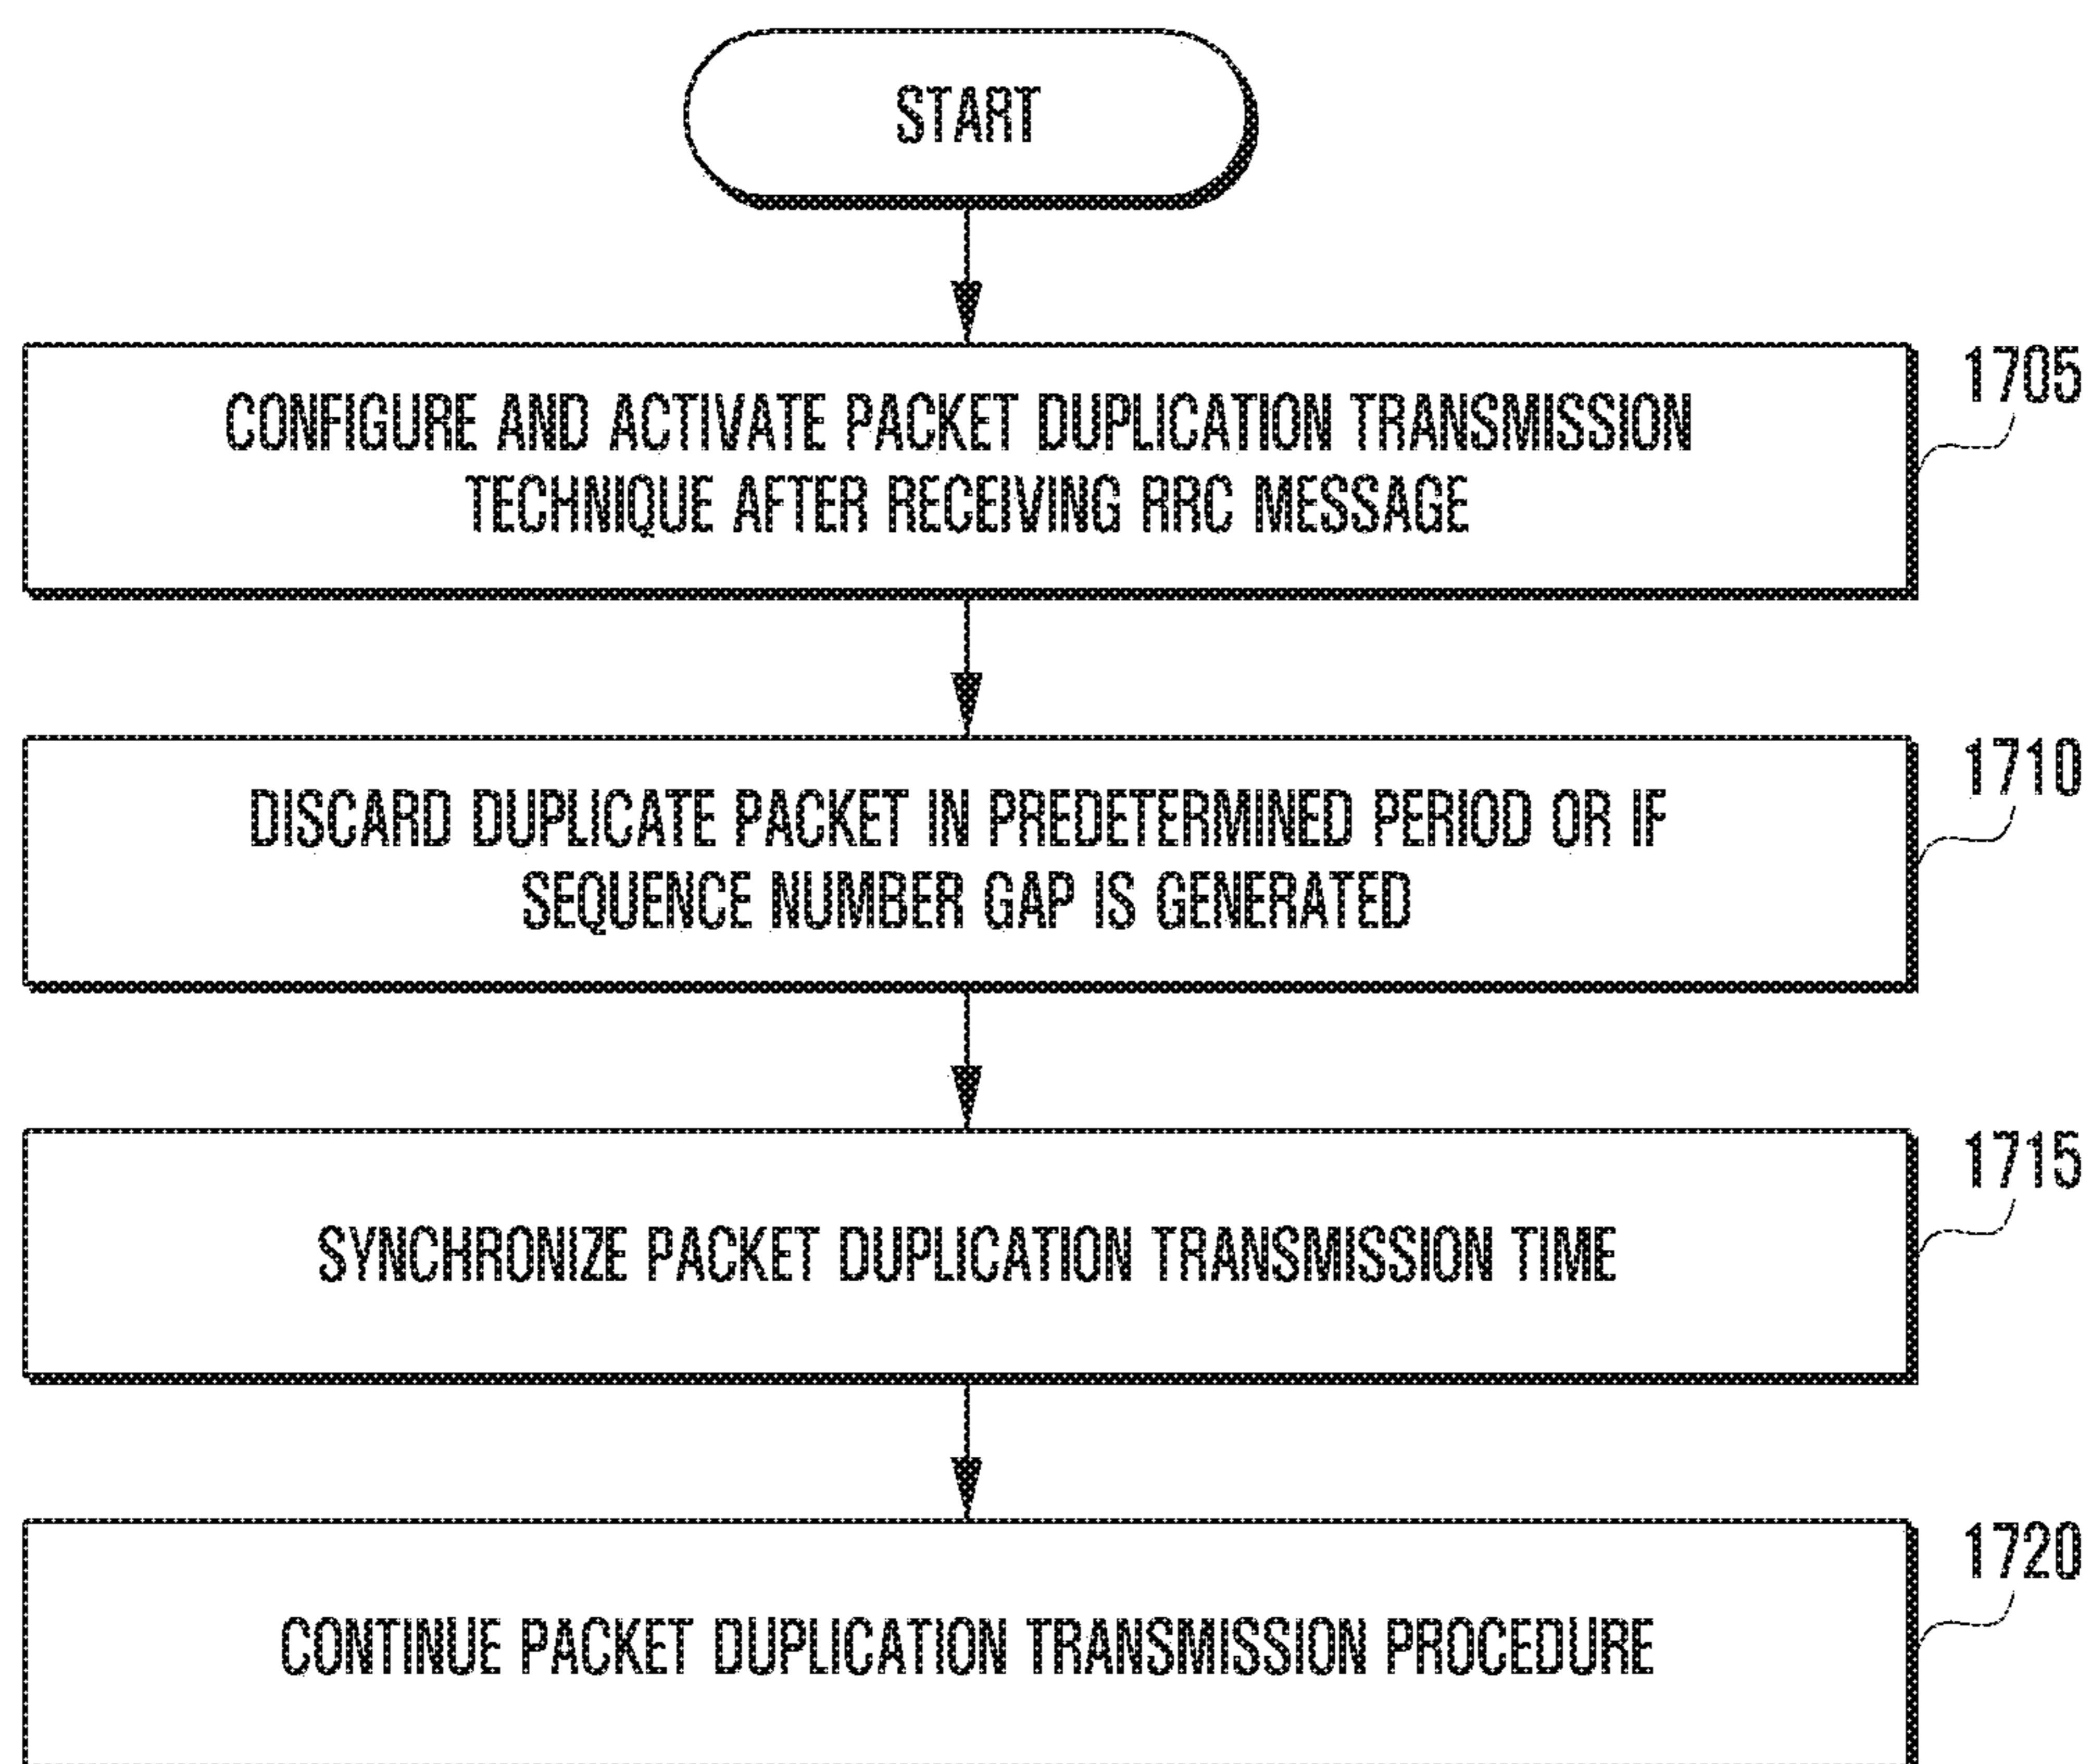 START
CONFIGURE AND ACTIVATE PACKET DUPLICATION TRANSMISSION
TECHNIQUE AFTER RECEIVING RRC MESSAGE
1705
DISCARD DUPLICATE PACKET IN PREDETERMINED PERIOD OR IF
SEQUENCE NUMBER GAP IS GENERATED
1710
SYNCHRONIZE PACKET DUPLICATION TRANSMISSION TIME
1715
CONTINUE PACKET DUPLICATION TRANSMISSION PROCEDURE
1720